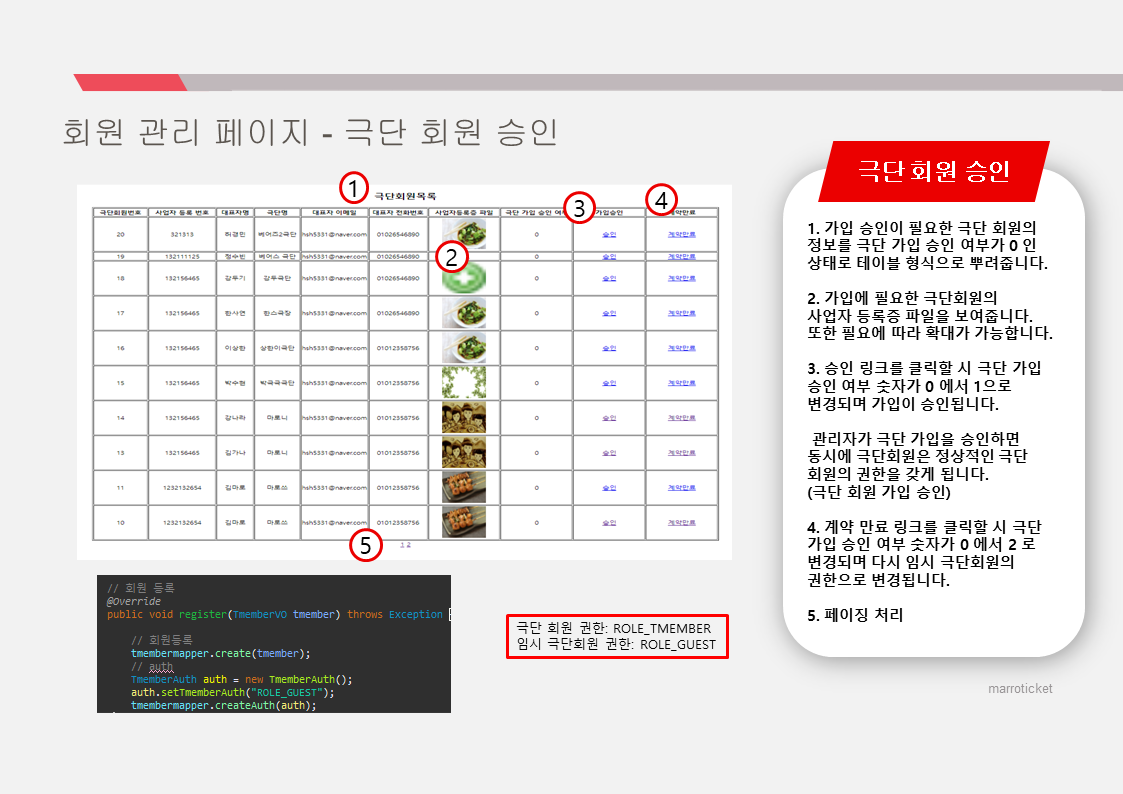 회원 관리 페이지 - 극단 회원 승인
1
극단회원목록
3
4
극단회원번호 사업자 등록 번호 대표자명 극단명 대표자 이메일 대표자 전화번호 사업자등록증 파일 극단 가입 승인 여부 가입승인 계약만료
20 321313 허경민 베어즈2극단 hsh5331@naver.com 01026546890 0 승인 계약만료
19 132111125 정수빈 베어스 극단 hsh5331@naver.com 01026546890 0 승인 계약만료
2
18 132156465 강두기 강두극단 hsh5331@naver.com 01026546890 0 승인 계약만료
17 132156465 한사연 한스극장 hsh5331@naver.com 01026546890 0 승인 계약만료
16 132156465 이상한 상한이극단 hsh5331@naver.com 01012358756 0 승인 계약만료
15 132156465 박수현 박극극극단 hsh5331@naver.com 01012358756 0 승인 계약만료
14 132156465 강나라 마로니 hsh5331@naver.com 01012358756 0 승인 계약만료
13 132156465 김가나 마로니 hsh5331@naver.com 01012358756 0 승인 계약만료
11 1232132654 김마로 마로쓰 hsh5331@naver.com 01012358756 0 승인 계약만료
10 1232132654 김마로 마로쓰 hsh5331@naver.com 01012358756 0 승인 계약만료
5
1 2
// 회원 등록
@Override
public void register(TmemberVO tmember) throws Exception
// 회원등록
tmembermapper.create(tmember);
// auth
TmemberAuth auth = new TmemberAuth();
auth.setTmemberAuth("ROLE_GUEST");
tmembermapper.createAuth(auth);
극단 회원 권한: ROLE_TMEMBER
임시 극단회원 권한: ROLE_GUEST
극단 회원 승인
1. 가입 승인이 필요한 극단 회원의
정보를 극단 가입 승인 여부가 0 인
상태로 테이블 형식으로 뿌려줍니다.
2. 가입에 필요한 극단회원의
사업자 등록증 파일을 보여줍니다.
또한 필요에 따라 확대가 가능합니다.
3. 승인 링크를 클릭할 시 극단 가입
승인 여부 숫자가 0 에서 1으로
변경되며 가입이 승인됩니다.
관리자가 극단 가입을 승인하면
동시에 극단회원은 정상적인 극단
회원의 권한을 갖게 됩니다.
(극단 회원 가입 승인)
4. 계약 만료 링크를 클릭할 시 극단
가입 승인 여부 숫자가 0 에서 2 로
변경되며 다시 임시 극단회원의
권한으로 변경됩니다.
5. 페이징 처리
marroticket